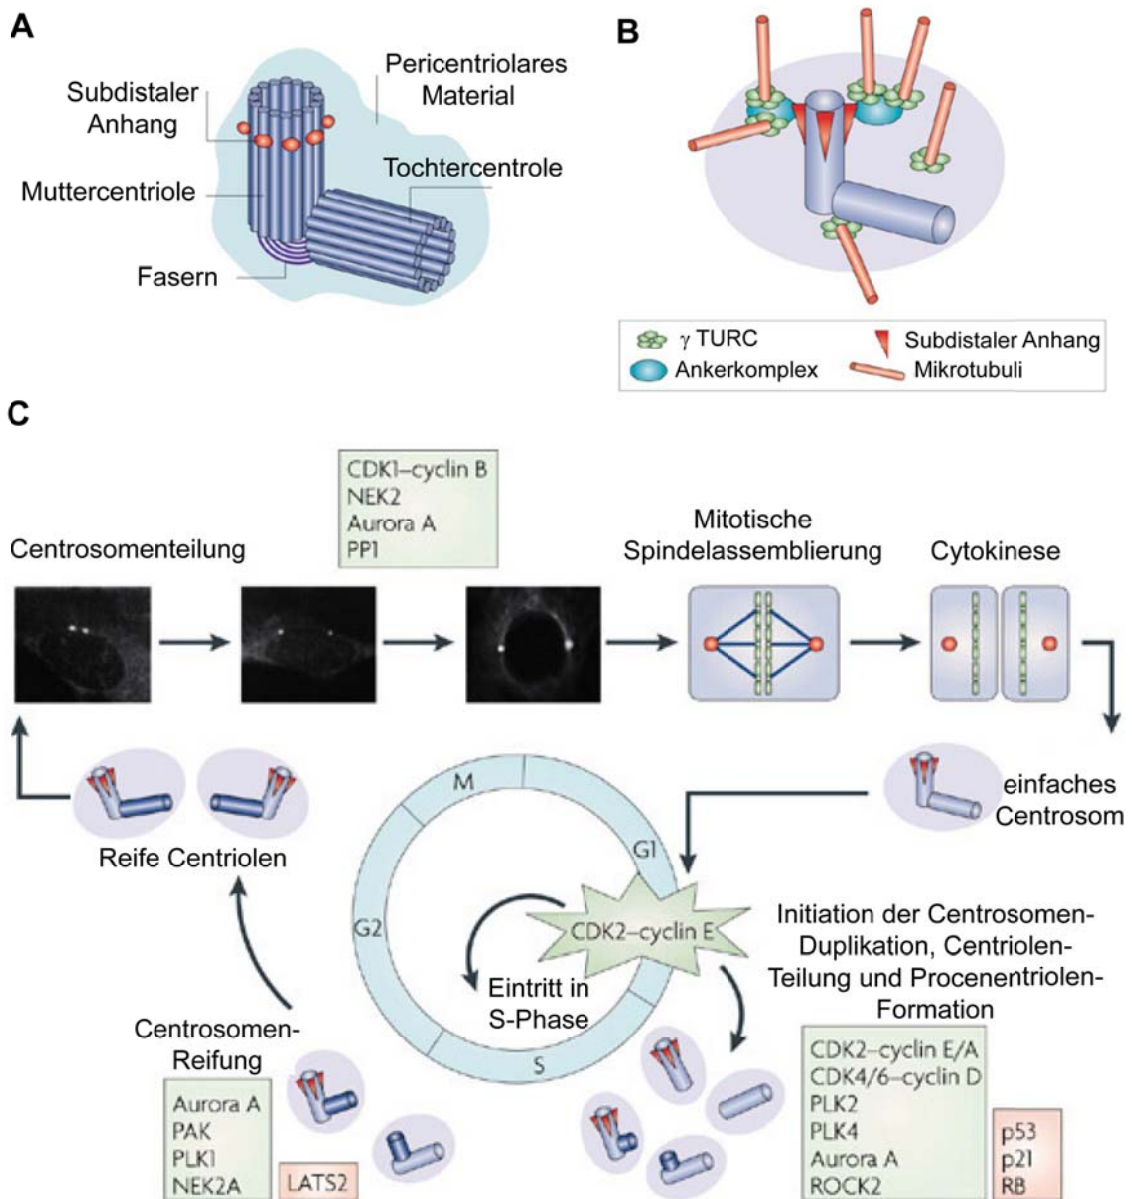 A
Subdistaler
Anhang
Muttercentriole
Fasern
Pericentriolares
Material
Tochtercentrole
B
γ TURC
Subdistaler Anhang
Ankerkomplex
Mikrotubuli
C
CDK1–cyclin B
NEK2
Aurora A
PP1
Centrosomenteilung
Mitotische
Spindelassemblierung
Cytokinese
einfaches
Centrosom
Reife Centriolen
M
G1
G2
S
CDK2–cyclin E
Eintritt in
S-Phase
Initiation der Centrosomen-
Duplikation, Centriolen-
Teilung und Procenentriolen-
Formation
CDK2–cyclin E/A
CDK4/6–cyclin D
PLK2
PLK4
Aurora A
ROCK2
p53
p21
RB
Centrosomen-
Reifung
Aurora A
PAK
PLK1
NEK2A
LATS2